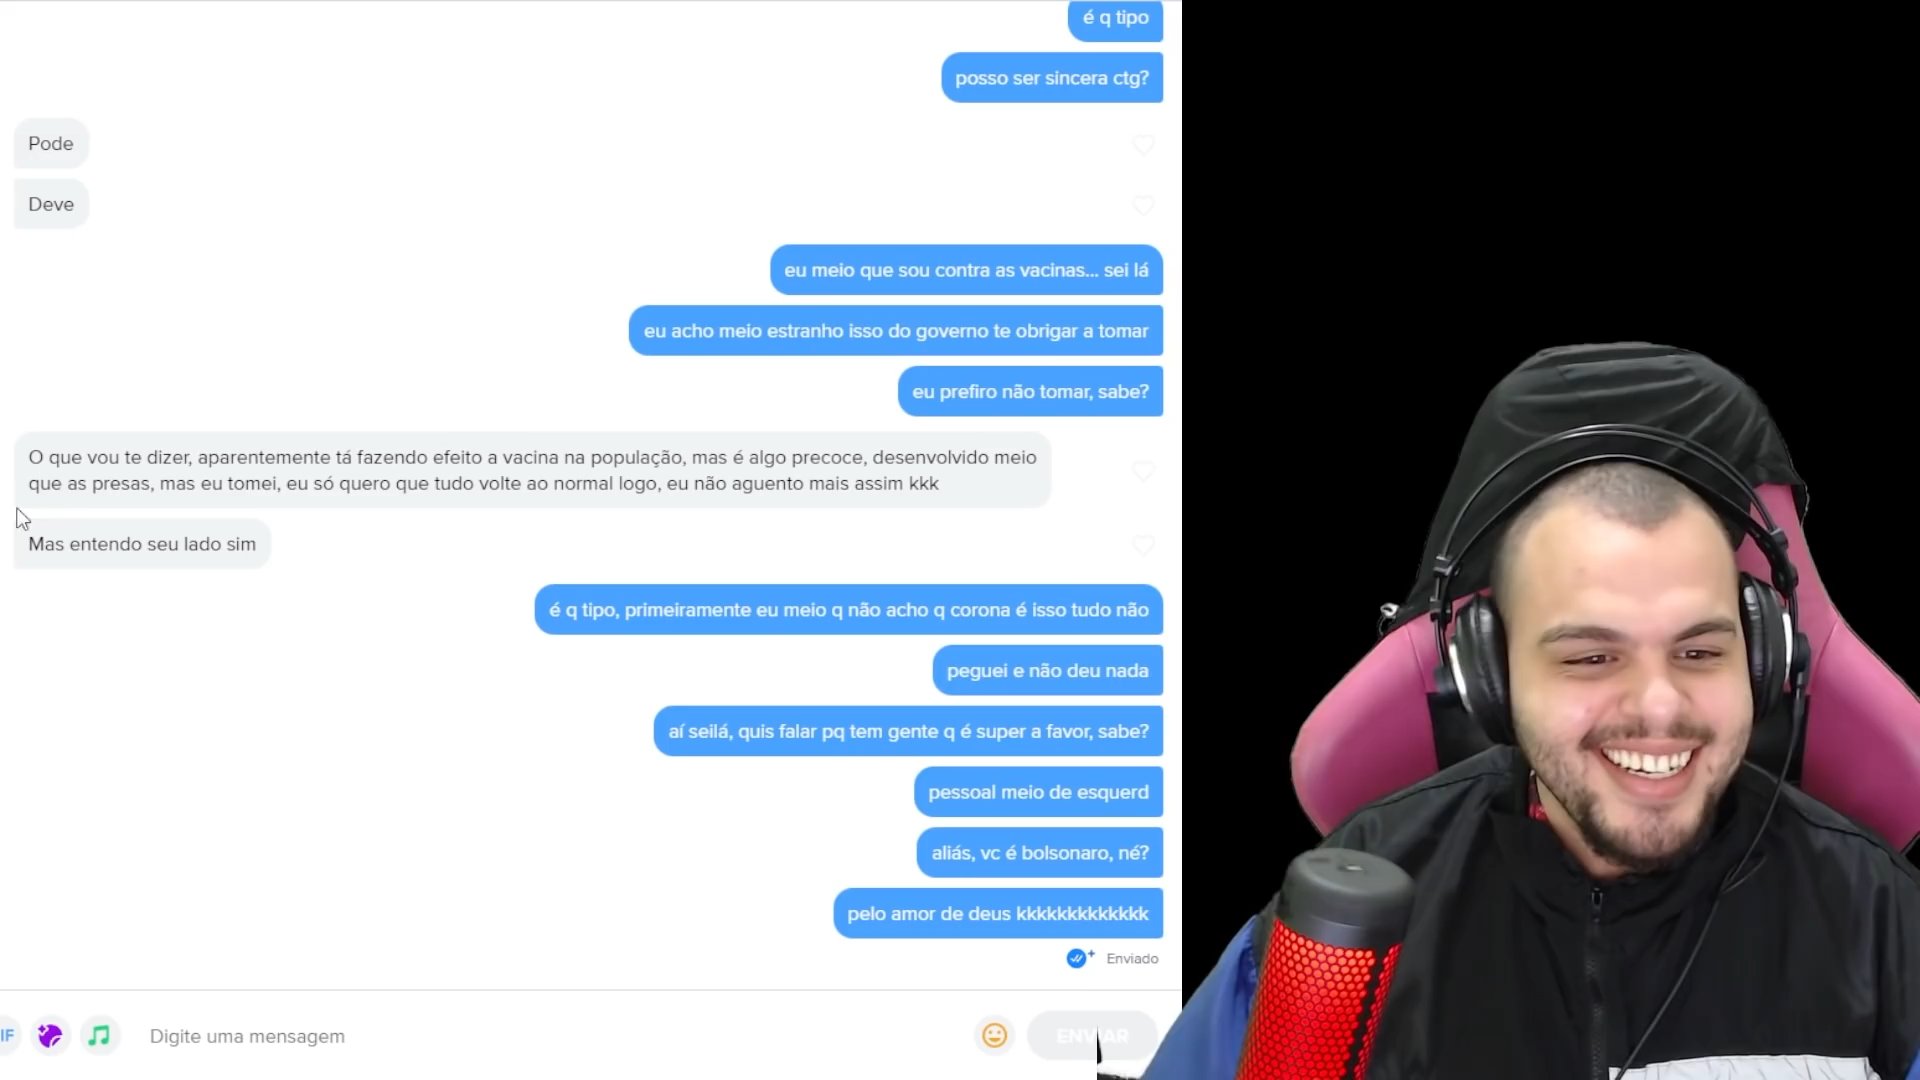 é q tipo
posso ser sincera ctg?
Pode
Deve
eu meio que sou contra as vacinas... sei lá
eu acho meio estranho isso do governo te obrigar a tomar
eu prefiro não tomar, sabe?
O que vou te dizer, aparentemente tá fazendo efeito a vacina na população, mas é algo precoce, desenvolvido meio
que as presas, mas eu tomei, eu só quero que tudo volte ao normal logo, eu não aguento mais assim kkk
Mas entendo seu lado sim
é q tipo, primeiramente eu meio q não acho q corona é isso tudo não
peguei e não deu nada
aí seilá, quis falar pq tem gente q é super a favor, sabe?
pessoal meio de esquerd
aliás, vc é bolsonaro, né?
pelo amor de deus kkkkkkkkkkkkk
Enviado
IF
Digite uma mensagem
ENVIAR